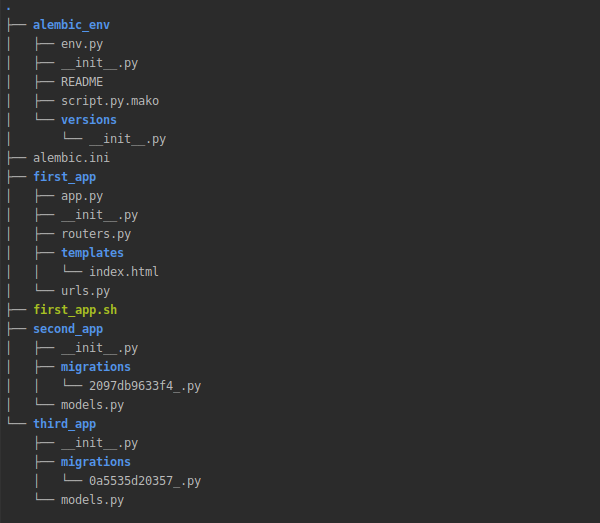 .
├── alembic_env
│   ├── env.py
│   ├── __init__.py
│   ├── README
│   ├── script.py.mako
│   └── versions
│       └── __init__.py
├── alembic.ini
├── first_app
│   ├── app.py
│   ├── __init__.py
│   ├── routers.py
│   ├── templates
│   │   └── index.html
│   └── urls.py
├── first_app.sh
├── second_app
│   ├── __init__.py
│   ├── migrations
│   │   └── 2097db9633f4_.py
│   └── models.py
└── third_app
    ├── __init__.py
    ├── migrations
    │   └── 0a5535d20357_.py
    └── models.py